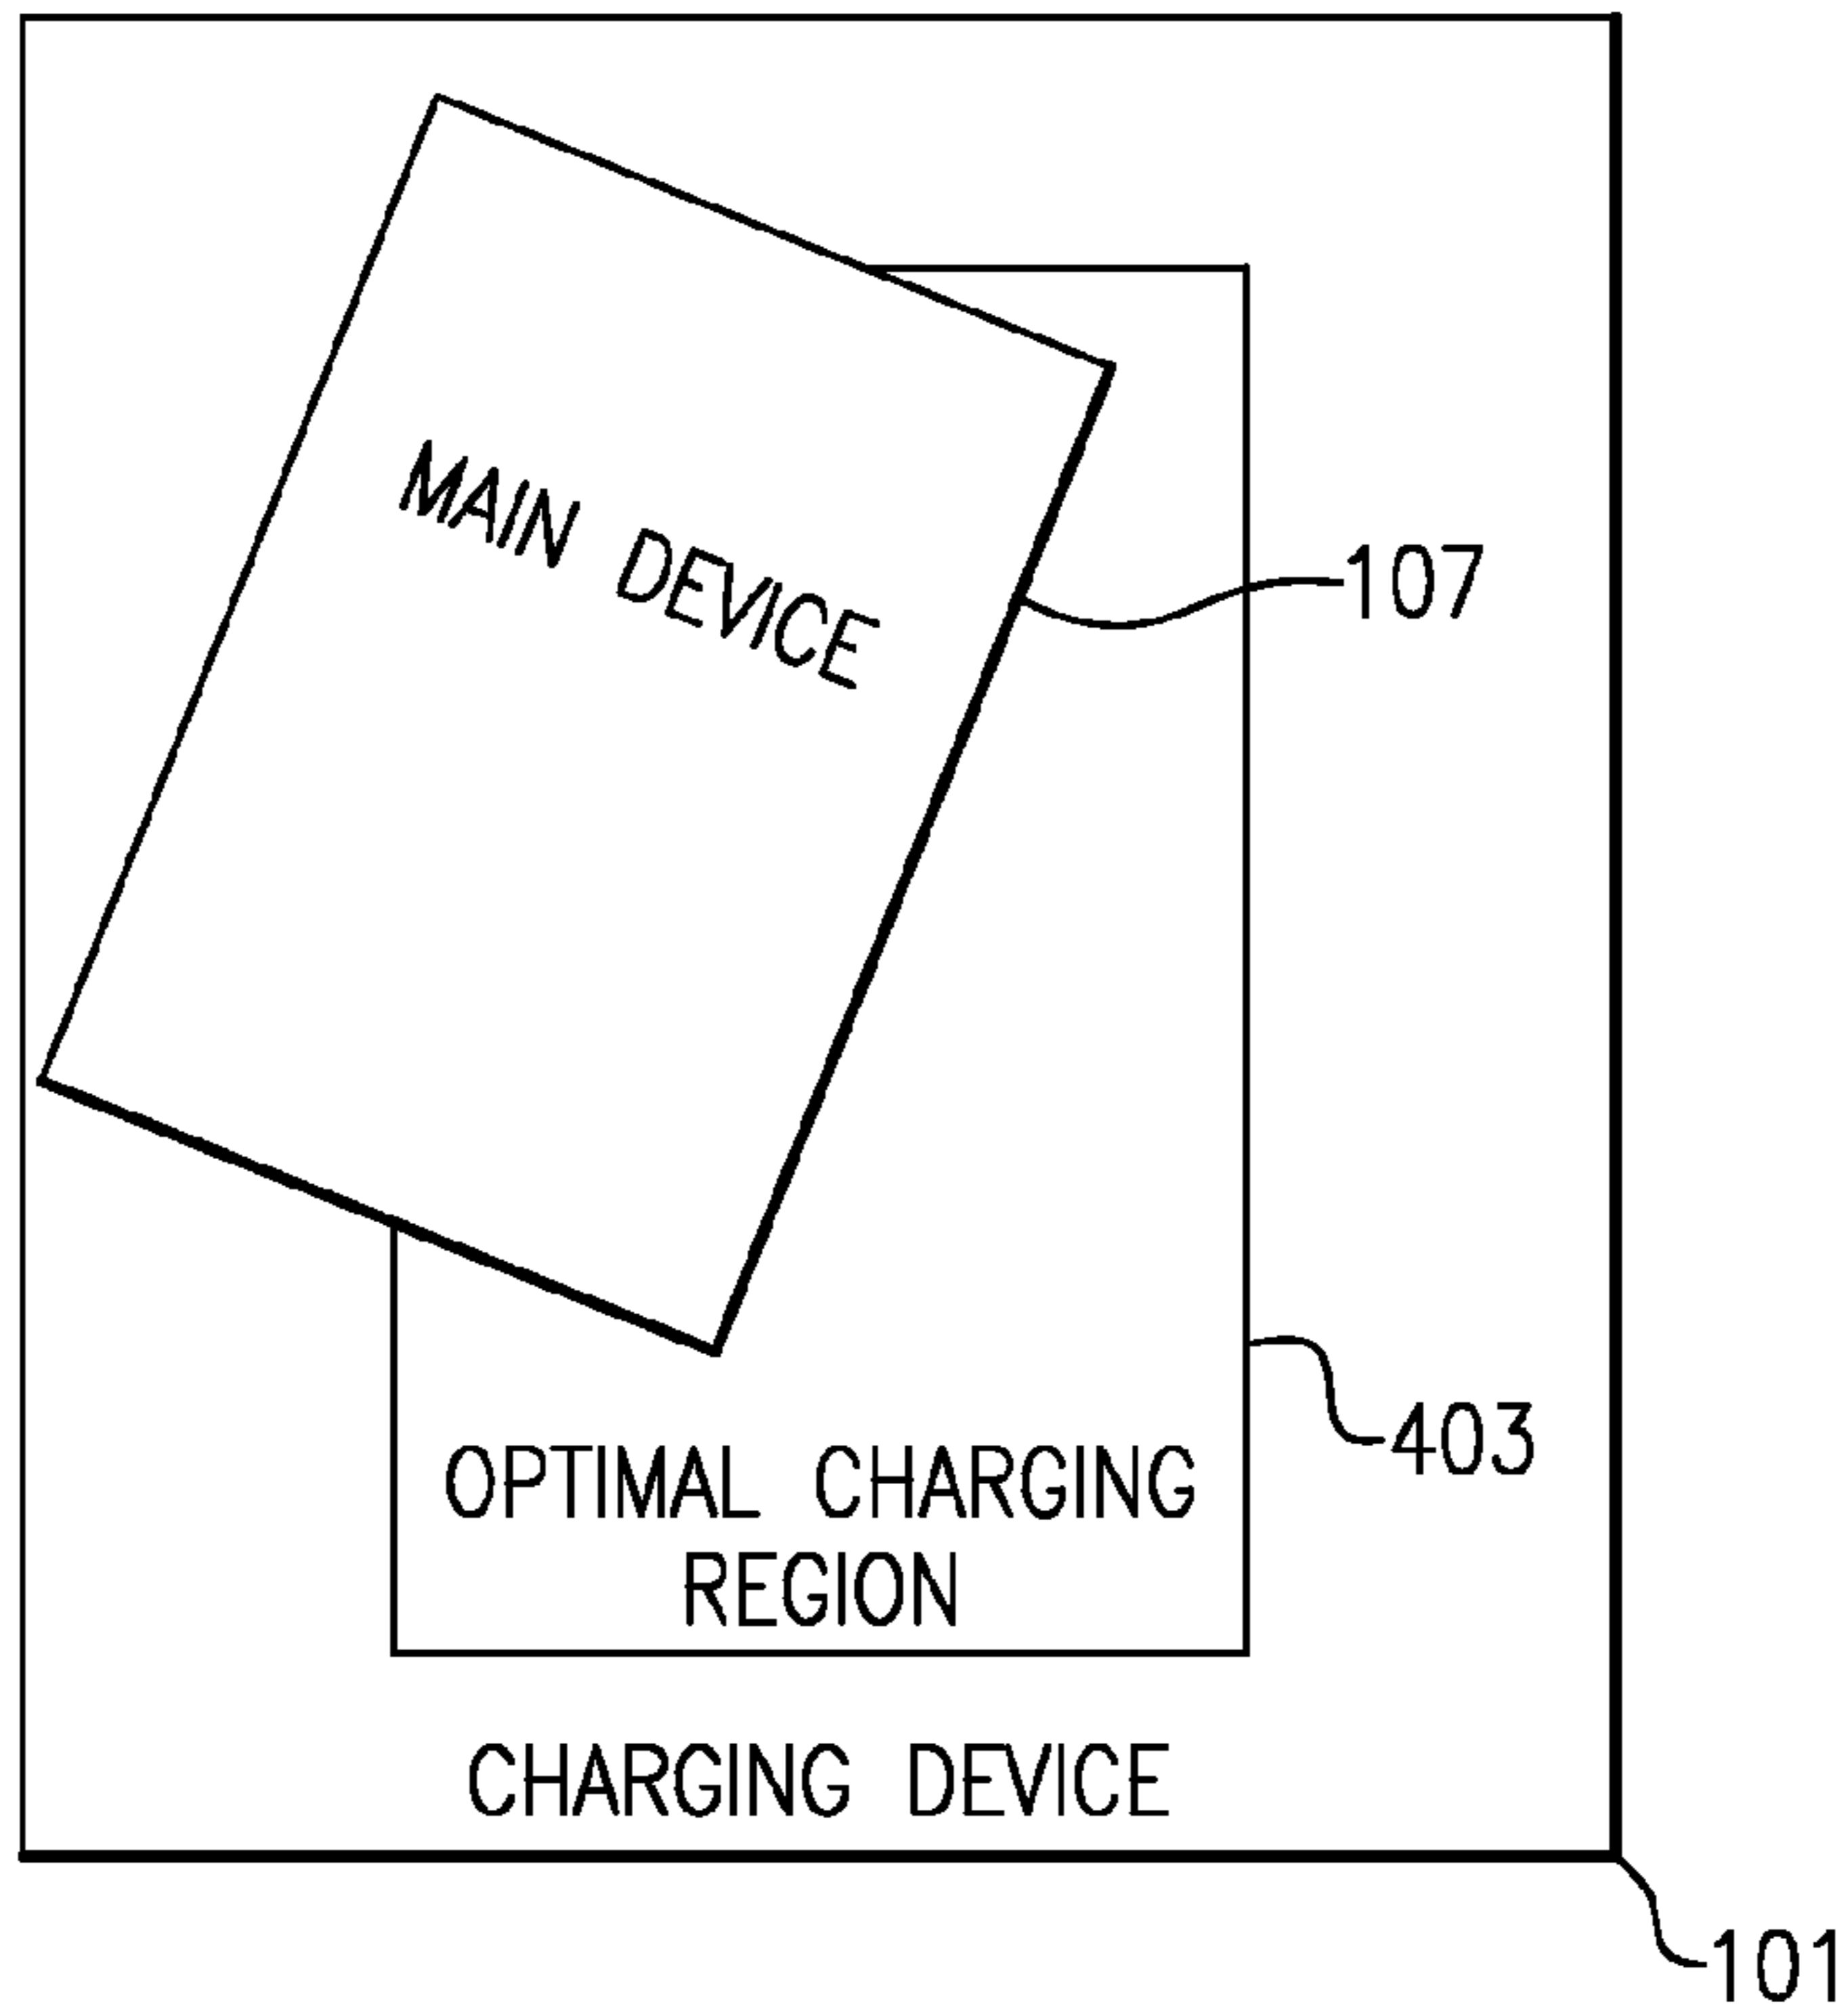 MAIN DEVICE
107
403
OPTIMAL CHARGING
REGION
CHARGING DEVICE
101